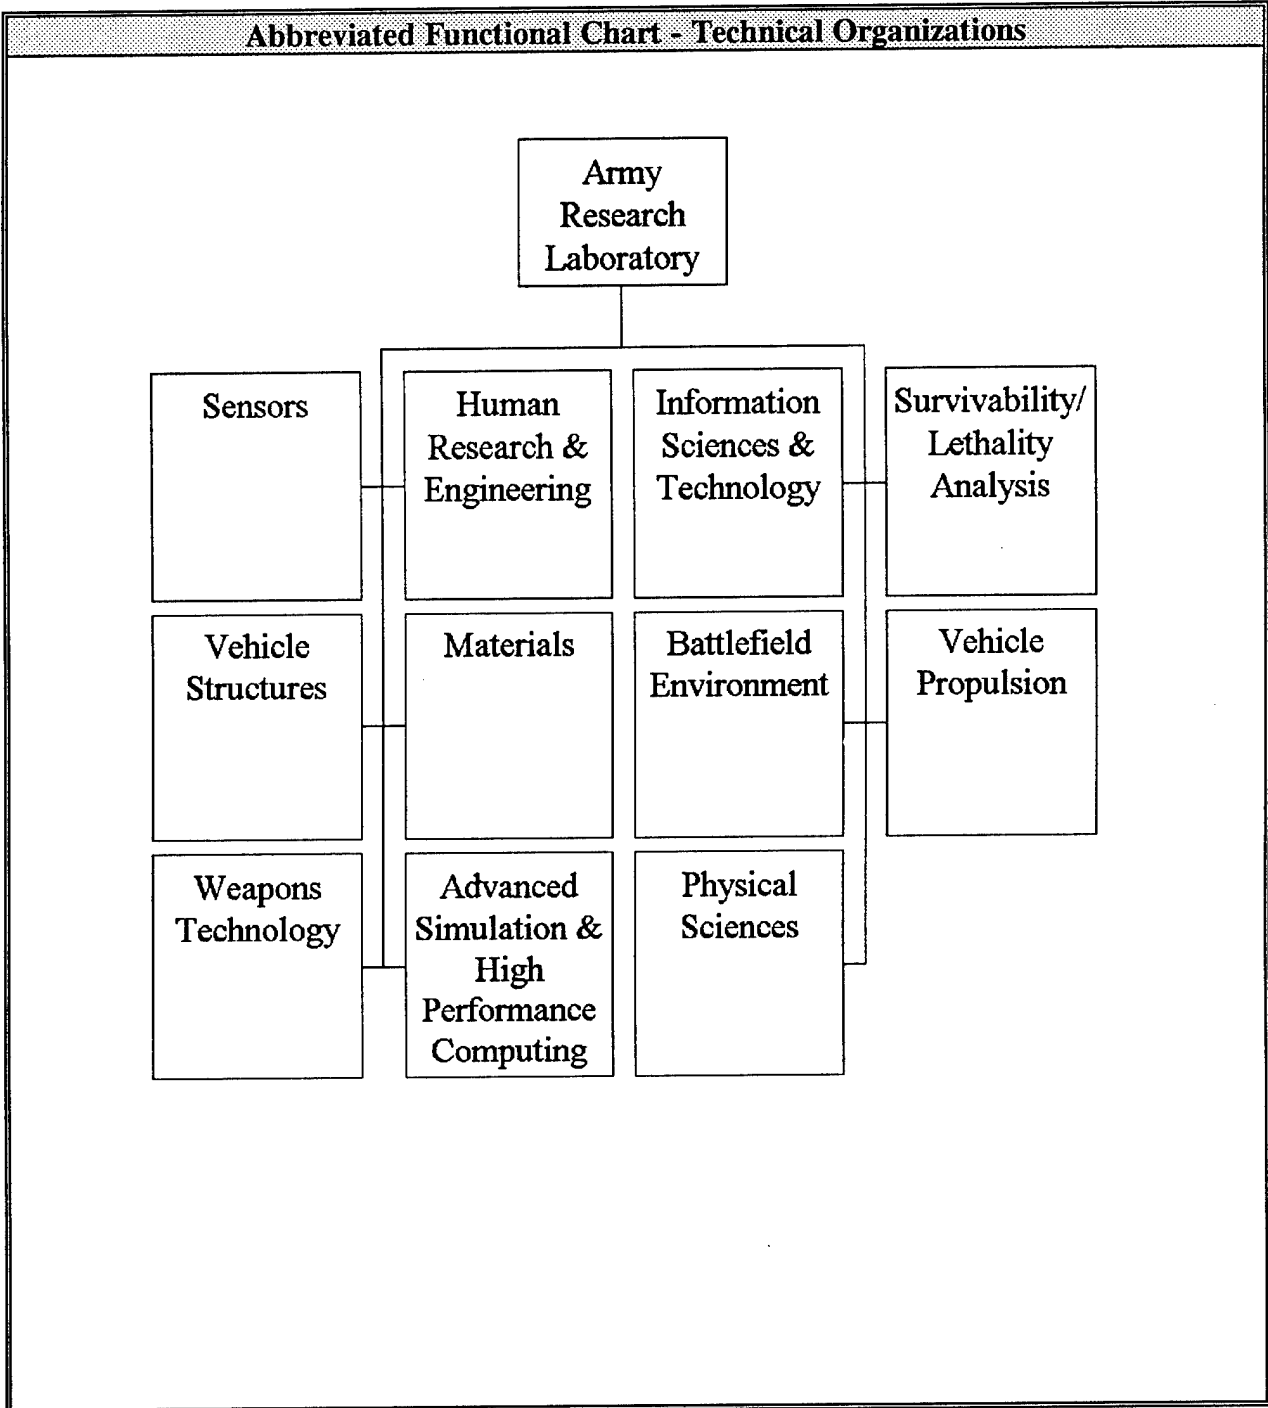 Abbreviated Functional Chart - Technical Organizations
Army
Research
Laboratory
Sensors
Human
Research &
Engineering
Information
Sciences &
Technology
Survivability/
Lethality
Analysis
Vehicle
Structures
Materials
Battlefield
Environment
Vehicle
Propulsion
Weapons
Technology
Advanced
Simulation &
High
Performance
Computing
Physical
Sciences